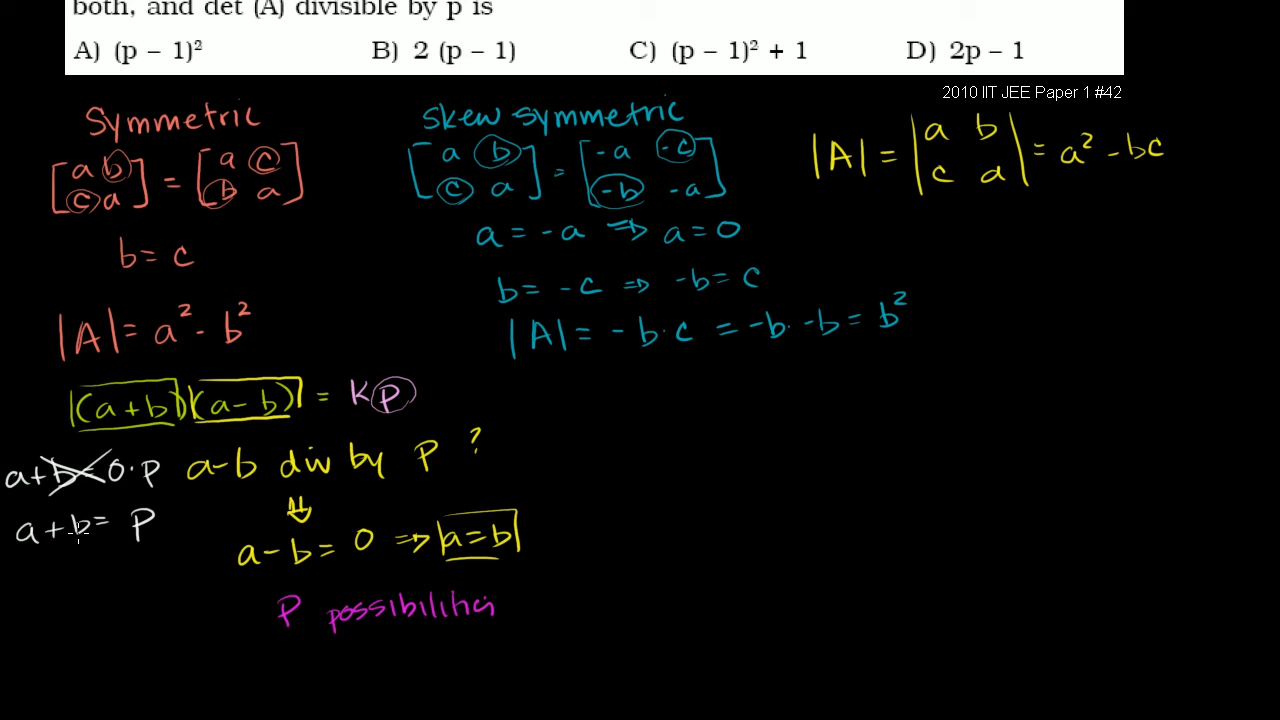 both, and det (A) divisible by p is
A) (p – 1)² B) 2 (p – 1) C) (p – 1)² + 1 D) 2p – 1
2010 IIT JEE Paper 1 #42
Symmetric
[a b c a] = [a c b a]
b = c
|A| = a² - b²
skew symmetric
[a b c a] = [-a -c -b -a]
a = -a ⇒ a = 0
b = -c ⇒ -b = c
|A| = -b·c = -b·-b = b²
|A| = |a b c a| = a² - bc
(a+b)(a-b) = kp
a+b=0·p a-b div by P ?
a+b= P
⇓
a-b = 0 ⇒ a=b
P possibilities